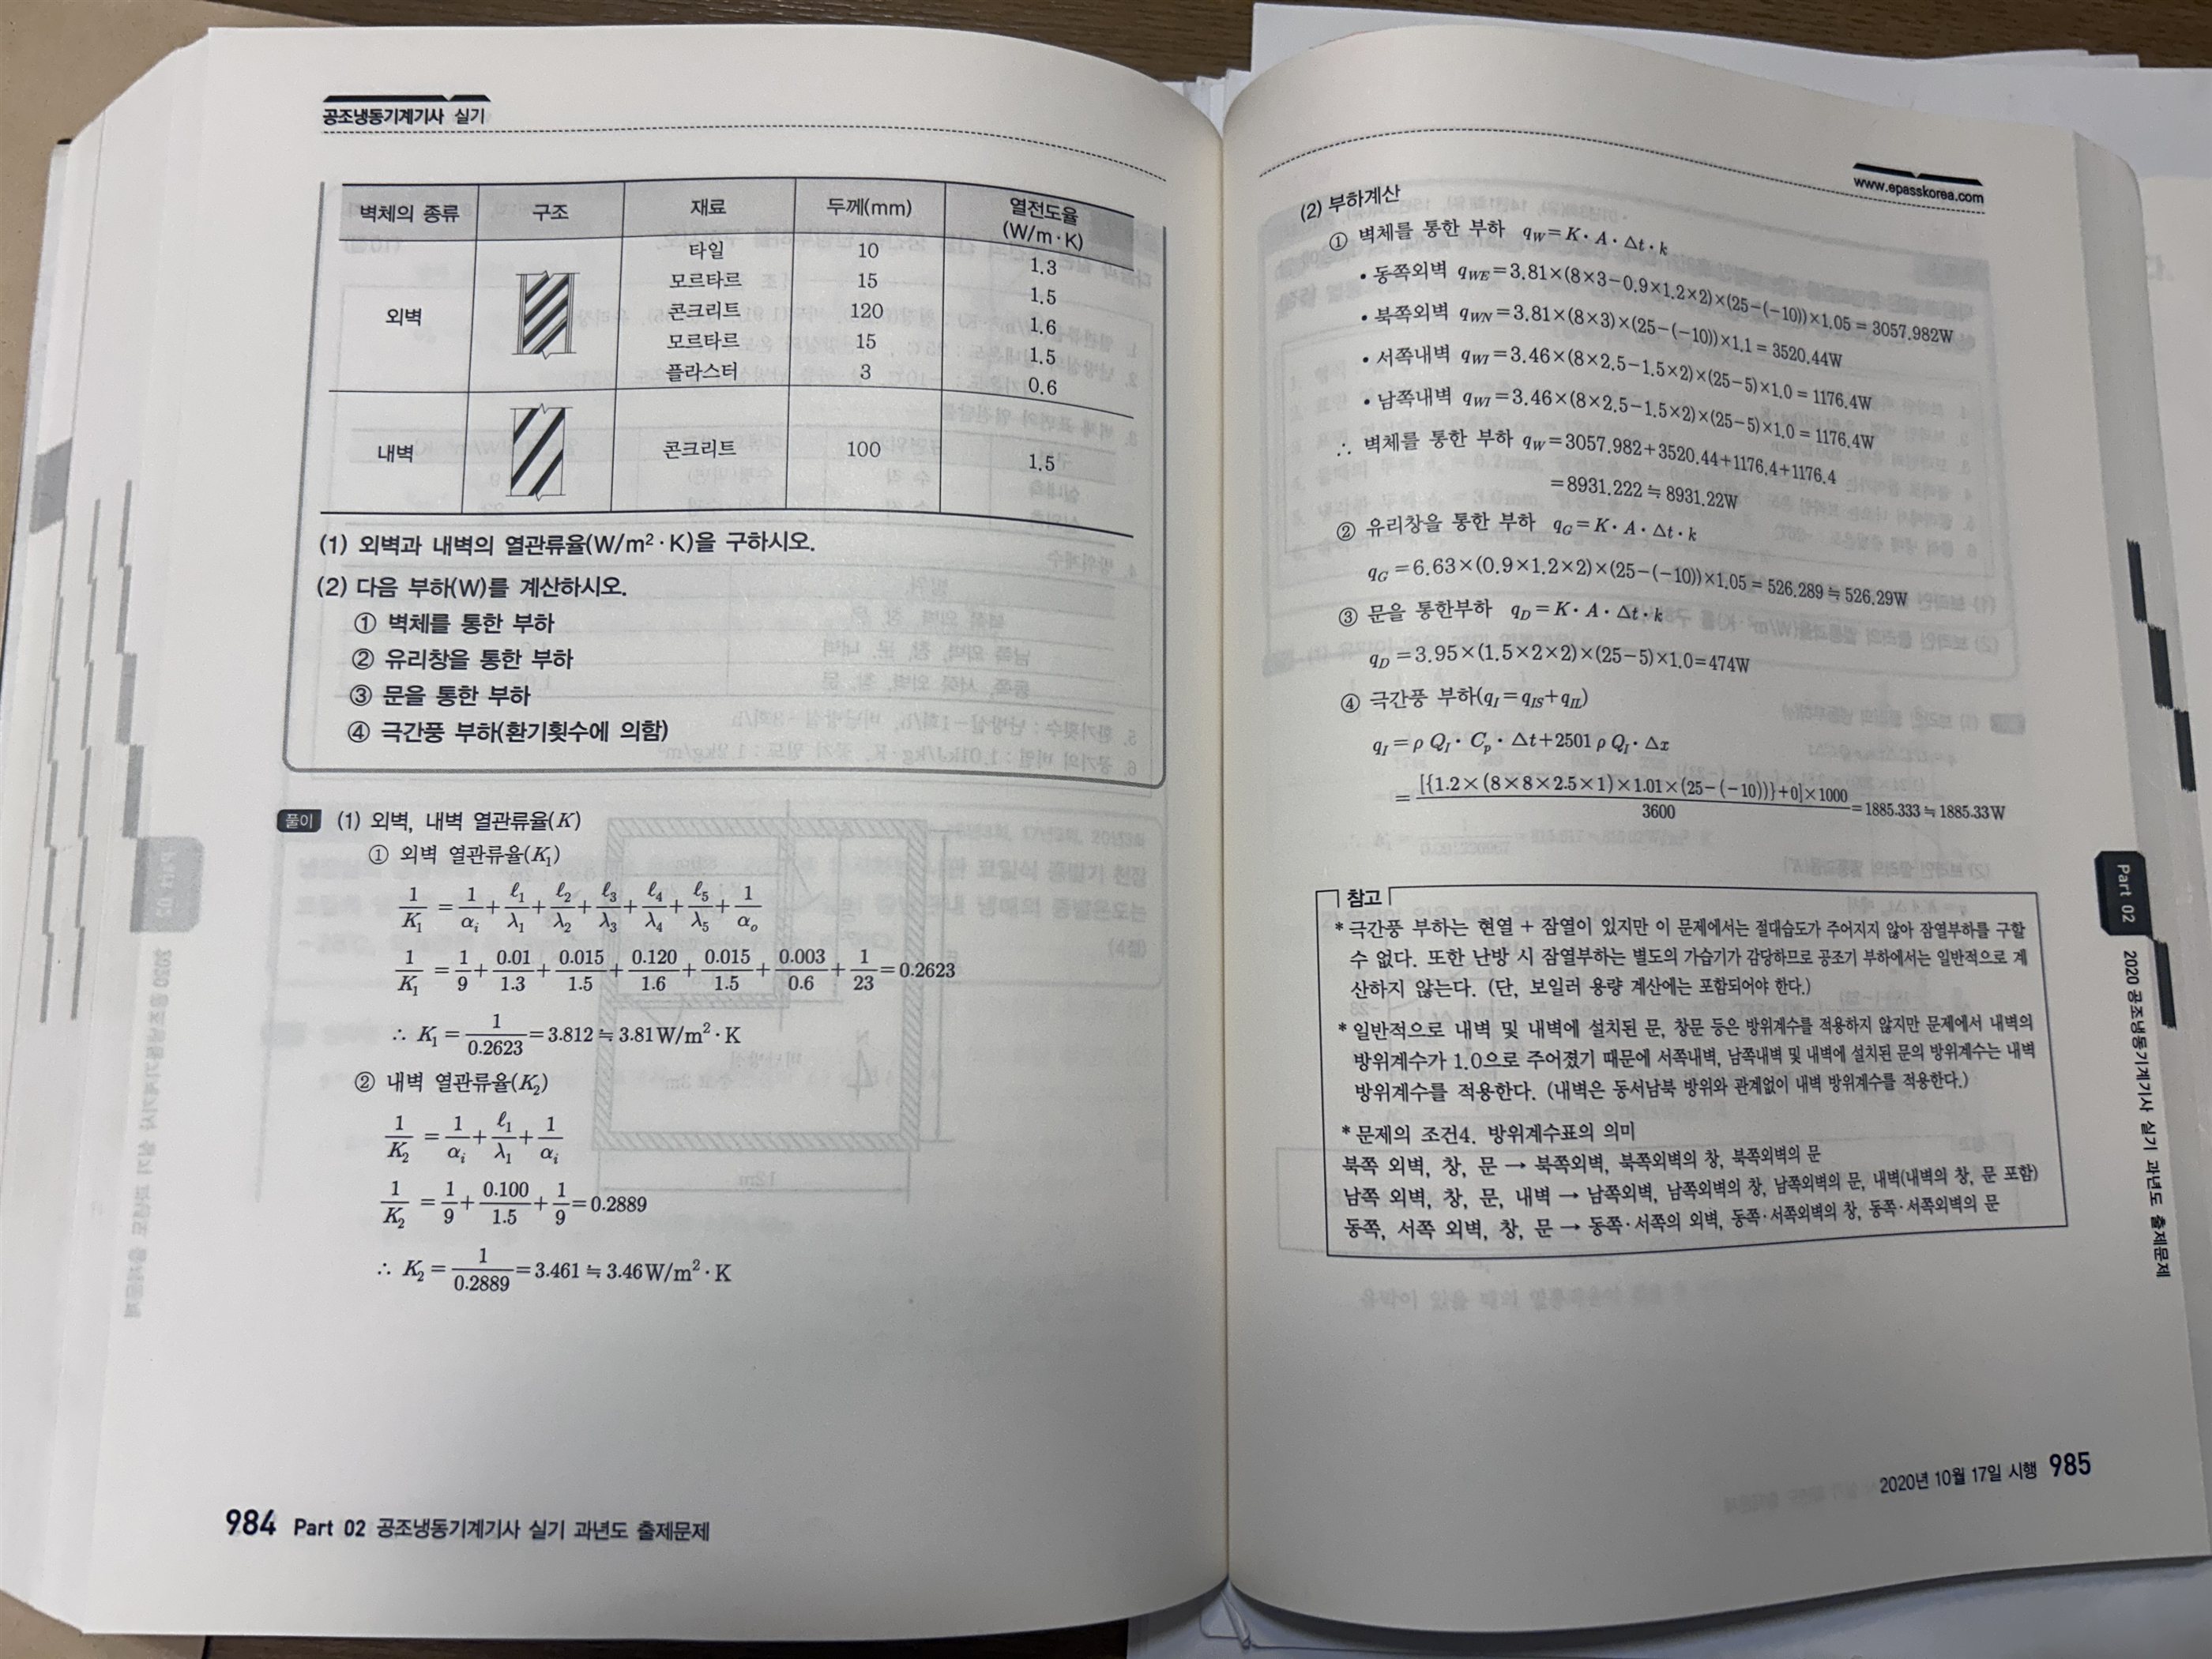 공조냉동기계기사 실기
벽체의 종류 구조 재료 두께(mm) 열전도율 (W/m·K)
외벽
타일 10 1.3
모르타르 15 1.5
콘크리트 120 1.6
모르타르 15 1.5
플라스터 3 0.6
내벽 콘크리트 100 1.5
(1) 외벽과 내벽의 열관류율(W/m²·K)을 구하시오.
(2) 다음 부하(W)를 계산하시오.
① 벽체를 통한 부하
② 유리창을 통한 부하
③ 문을 통한 부하
④ 극간풍 부하(환기횟수에 의함)
풀이 (1) 외벽, 내벽 열관류율(K)
① 외벽 열관류율(K₁)
1/K₁ = 1/αᵢ + ℓ₁/λ₁ + ℓ₂/λ₂ + ℓ₃/λ₃ + ℓ₄/λ₄ + ℓ₅/λ₅ + 1/αₒ
1/K₁ = 1/9 + 0.01/1.3 + 0.015/1.5 + 0.120/1.6 + 0.015/1.5 + 0.003/0.6 + 1/23 = 0.2623
∴ K₁ = 1/0.2623 = 3.812 ≒ 3.81W/m²·K
② 내벽 열관류율(K₂)
1/K₂ = 1/αᵢ + ℓ₁/λ₁ + 1/αᵢ
1/K₂ = 1/9 + 0.100/1.5 + 1/9 = 0.2889
∴ K₂ = 1/0.2889 = 3.461 ≒ 3.46W/m²·K
984 Part 02 공조냉동기계기사 실기 과년도 출제문제
www.epasskorea.com
(2) 부하계산
① 벽체를 통한 부하 q_W = K·A·Δt·k
• 동쪽외벽 q_WE = 3.81×(8×3−0.9×1.2×2)×(25−(−10))×1.05 = 3057.982W
• 북쪽외벽 q_WN = 3.81×(8×3)×(25−(−10))×1.1 = 3520.44W
• 서쪽내벽 q_WI = 3.46×(8×2.5−1.5×2)×(25−5)×1.0 = 1176.4W
• 남쪽내벽 q_WI = 3.46×(8×2.5−1.5×2)×(25−5)×1.0 = 1176.4W
∴ 벽체를 통한 부하 q_W = 3057.982+3520.44+1176.4+1176.4
= 8931.222 ≒ 8931.22W
② 유리창을 통한 부하 q_G = K·A·Δt·k
q_G = 6.63×(0.9×1.2×2)×(25−(−10))×1.05 = 526.289 ≒ 526.29W
③ 문을 통한부하 q_D = K·A·Δt·k
q_D = 3.95×(1.5×2×2)×(25−5)×1.0=474W
④ 극간풍 부하(q_I = q_IS + q_IL)
q_I = ρ Q_I · C_p · Δt + 2501 ρ Q_I · Δx
= [{1.2×(8×8×2.5×1)×1.01×(25−(−10))}+0]×1000/3600 = 1885.333 ≒ 1885.33W
참고
* 극간풍 부하는 현열 + 잠열이 있지만 이 문제에서는 절대습도가 주어지지 않아 잠열부하를 구할
수 없다. 또한 난방 시 잠열부하는 별도의 가습기가 감당하므로 공조기 부하에서는 일반적으로 계
산하지 않는다. (단, 보일러 용량 계산에는 포함되어야 한다.)
* 일반적으로 내벽 및 내벽에 설치된 문, 창문 등은 방위계수를 적용하지 않지만 문제에서 내벽의
방위계수가 1.0으로 주어졌기 때문에 서쪽내벽, 남쪽내벽 및 내벽에 설치된 문의 방위계수는 내벽
방위계수를 적용한다. (내벽은 동서남북 방위와 관계없이 내벽 방위계수를 적용한다.)
* 문제의 조건4. 방위계수표의 의미
북쪽 외벽, 창, 문 → 북쪽외벽, 북쪽외벽의 창, 북쪽외벽의 문
남쪽 외벽, 창, 문, 내벽 → 남쪽외벽, 남쪽외벽의 창, 남쪽외벽의 문, 내벽(내벽의 창, 문 포함)
동쪽, 서쪽 외벽, 창, 문 → 동쪽·서쪽의 외벽, 동쪽·서쪽외벽의 창, 동쪽·서쪽외벽의 문
Part 02
2020 공조냉동기계기사 실기 과년도 출제문제
2020년 10월 17일 시행 985